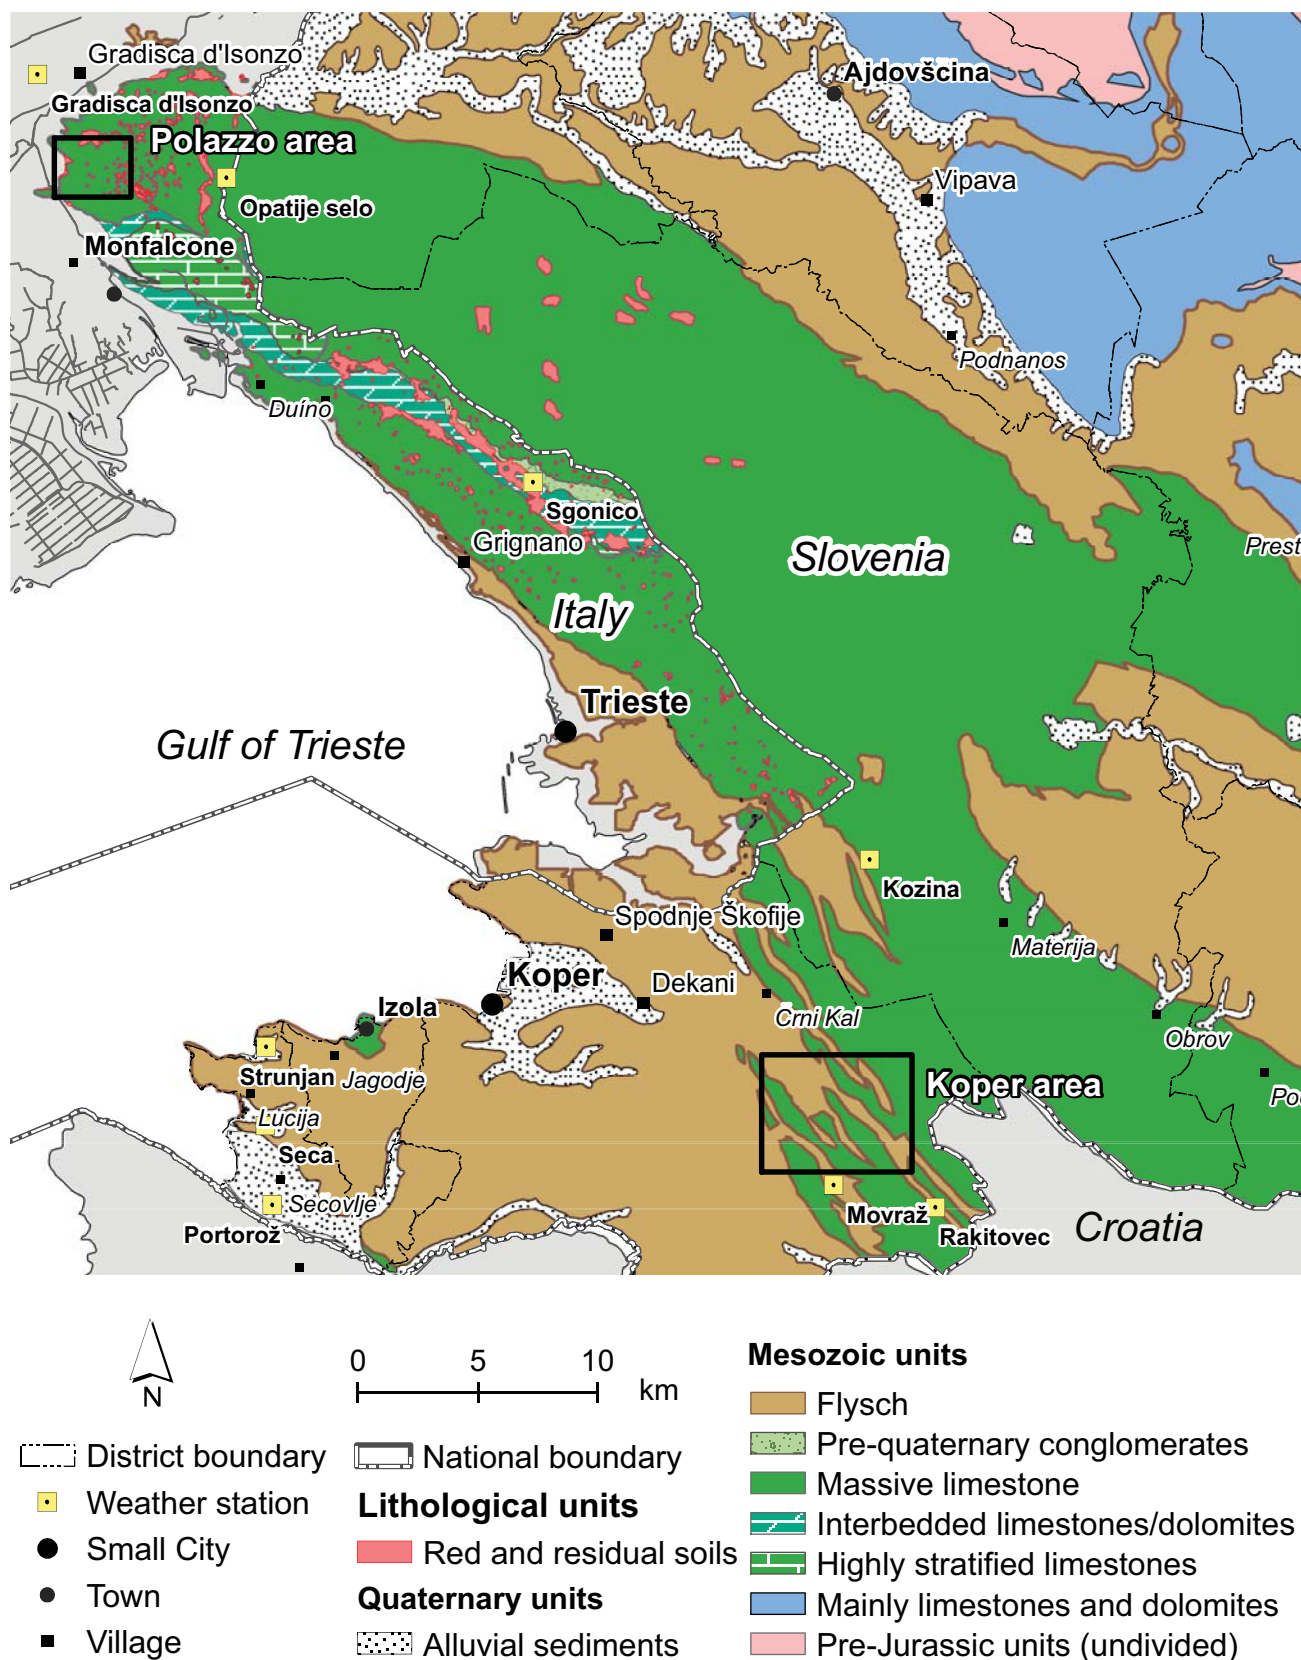 Gradisca d'Isonzo
Ajdovščina
Gradisca d'Isonzo
Polazzo area
Vipava
Opatije selo
Monfalcone
Podnanos
Duíno
Sgonico
Grignano
Slovenia
Prest
Italy
Trieste
Gulf of Trieste
Kozina
Spodnje Škofije
Materija
Koper
Dekani
Izola
Črni Kal
Obrov
Strunjan
Jagodje
Koper area
Poc
Lucija
Seca
Secovlje
Movraž
Portorož
Rakitovec
Croatia
N
0 5 10
km
District boundary
Weather station
Small City
Town
Village
National boundary
Lithological units
Red and residual soils
Quaternary units
Alluvial sediments
Mesozoic units
Flysch
Pre-quaternary conglomerates
Massive limestone
Interbedded limestones/dolomites
Highly stratified limestones
Mainly limestones and dolomites
Pre-Jurassic units (undivided)